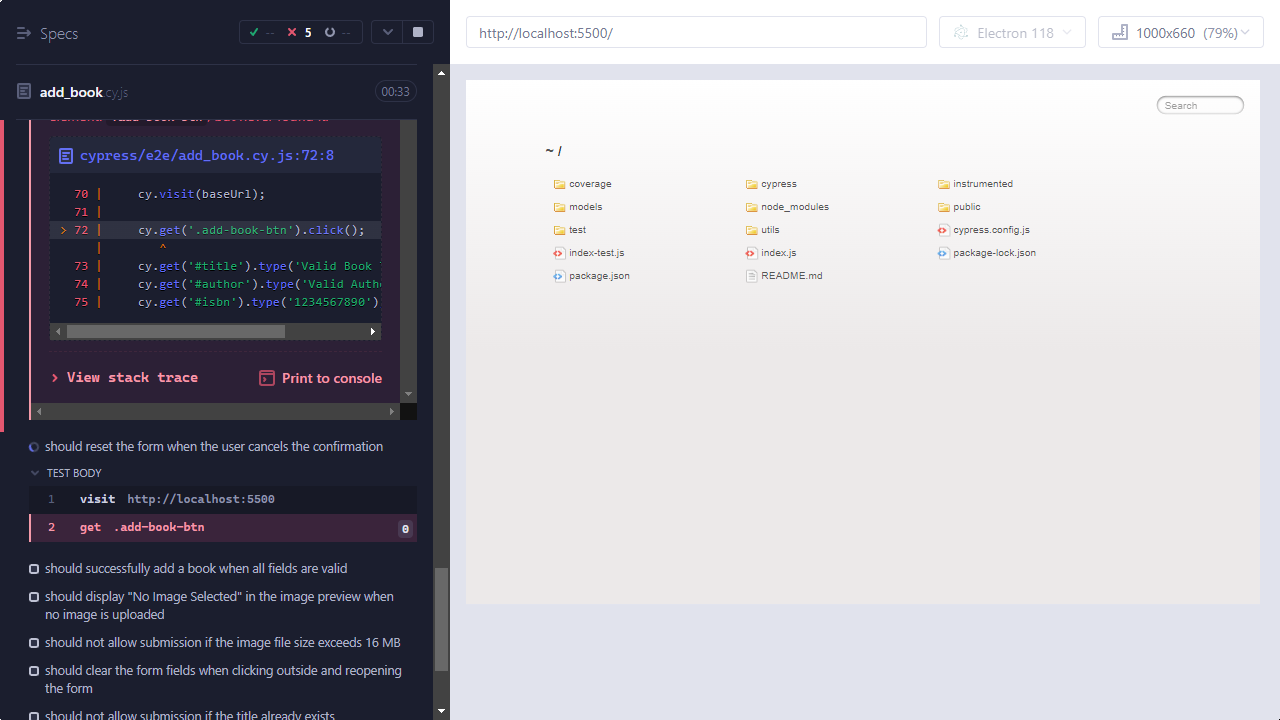 Specs
-- 5 --
add_book.cy.js
00:33
cypress/e2e/add_book.cy.js:72:8
70 | cy.visit(baseUrl);
71 |
> 72 | cy.get('.add-book-btn').click();
| ^
73 | cy.get('#title').type('Valid Book
74 | cy.get('#author').type('Valid Auth
75 | cy.get('#isbn').type('1234567890')
View stack trace
Print to console
should reset the form when the user cancels the confirmation
TEST BODY
1 visit http://localhost:5500
2 get .add-book-btn 0
should successfully add a book when all fields are valid
should display "No Image Selected" in the image preview when
no image is uploaded
should not allow submission if the image file size exceeds 16 MB
should clear the form fields when clicking outside and reopening
the form
should not allow submission if the title already exists
http://localhost:5500/
Electron 118
1000x660 (79%)
Search
~ /
coverage cypress instrumented
models node_modules public
test utils cypress.config.js
index-test.js index.js package-lock.json
package.json README.md